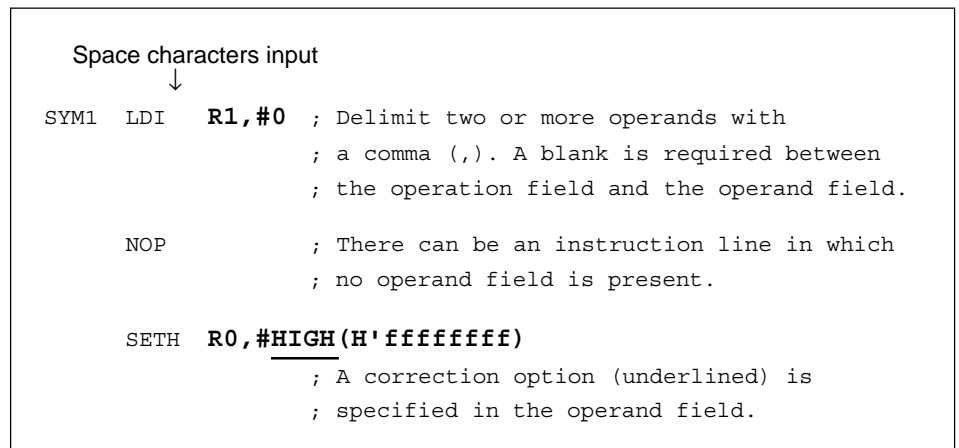 Space characters input
↓
SYM1 LDI R1,#0 ; Delimit two or more operands with
; a comma (,). A blank is required between
; the operation field and the operand field.
NOP ; There can be an instruction line in which
; no operand field is present.
SETH R0,#HIGH(H'ffffffff)
; A correction option (underlined) is
; specified in the operand field.